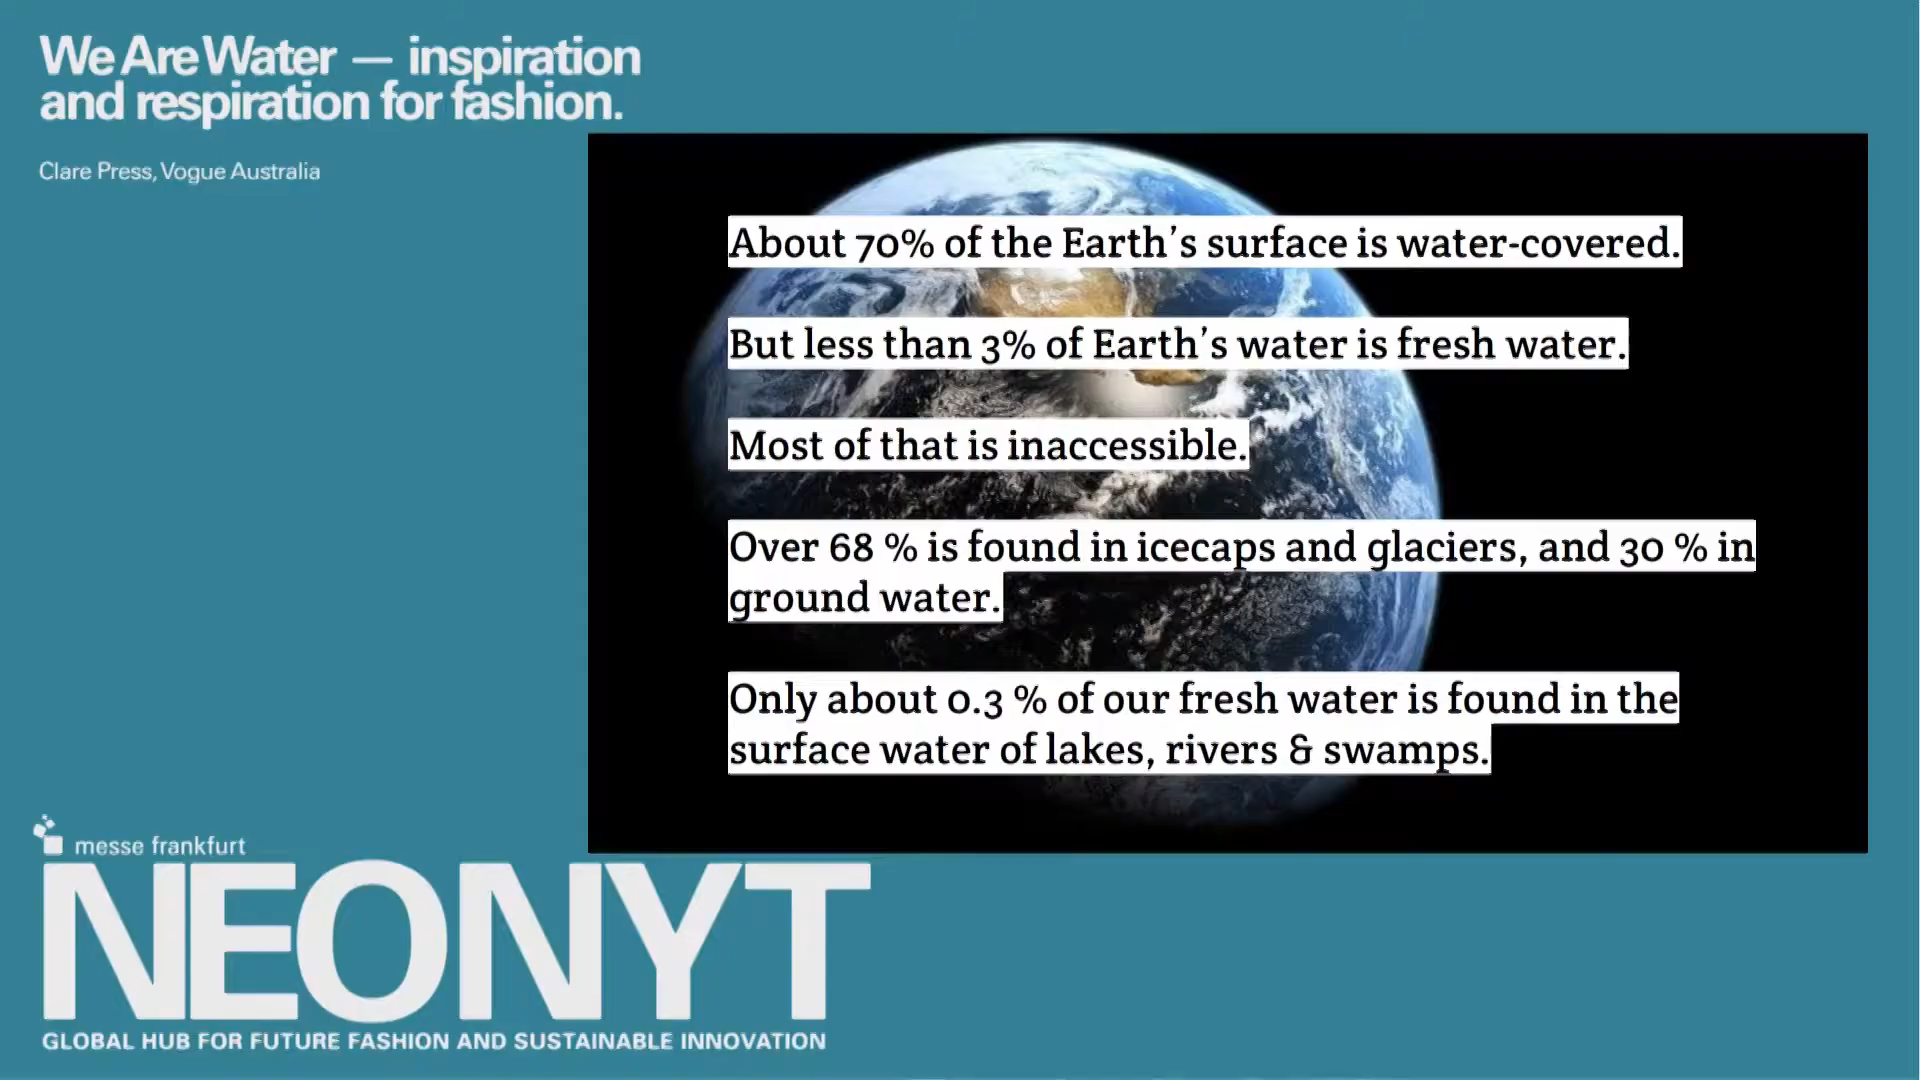 We Are Water — inspiration
and respiration for fashion.
Clare Press, Vogue Australia
About 70% of the Earth's surface is water-covered.
But less than 3% of Earth's water is fresh water.
Most of that is inaccessible.
Over 68 % is found in icecaps and glaciers, and 30 % in
ground water.
Only about 0.3 % of our fresh water is found in the
surface water of lakes, rivers & swamps.
messe frankfurt
NEONYT
GLOBAL HUB FOR FUTURE FASHION AND SUSTAINABLE INNOVATION